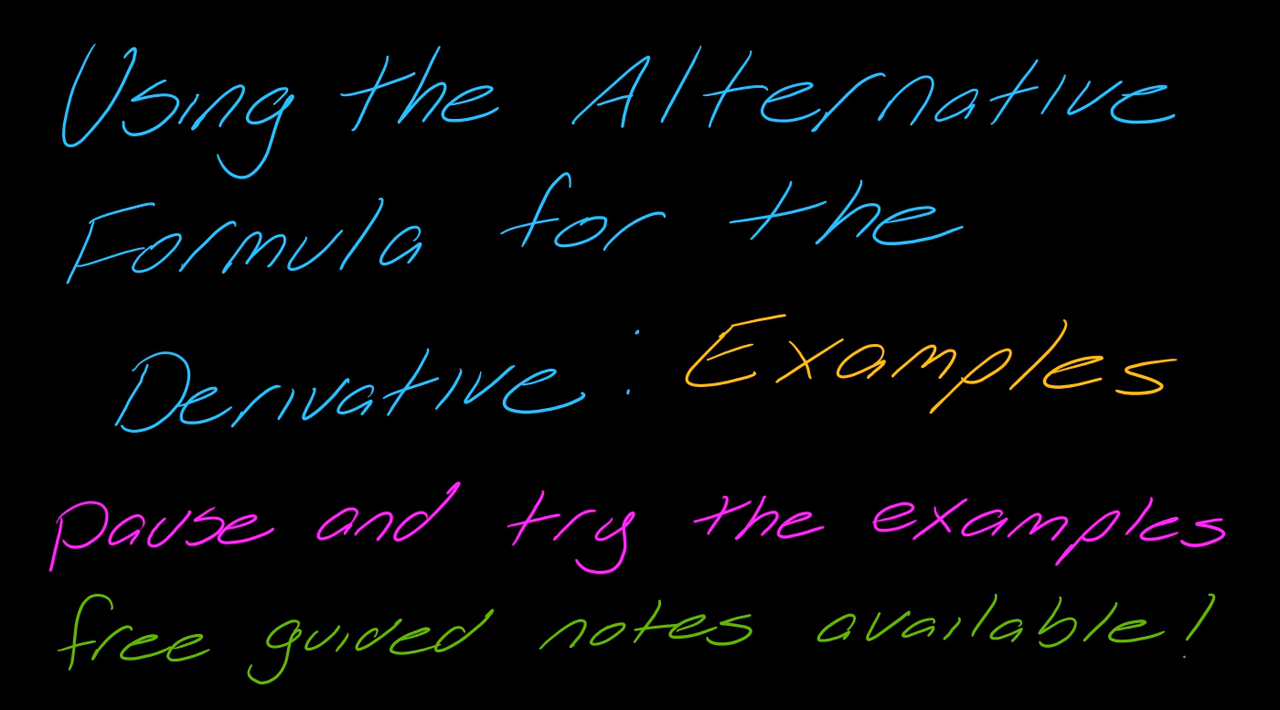 Using the Alternative
Formula for the
Derivative: Examples
pause and try the examples
free guided notes available!